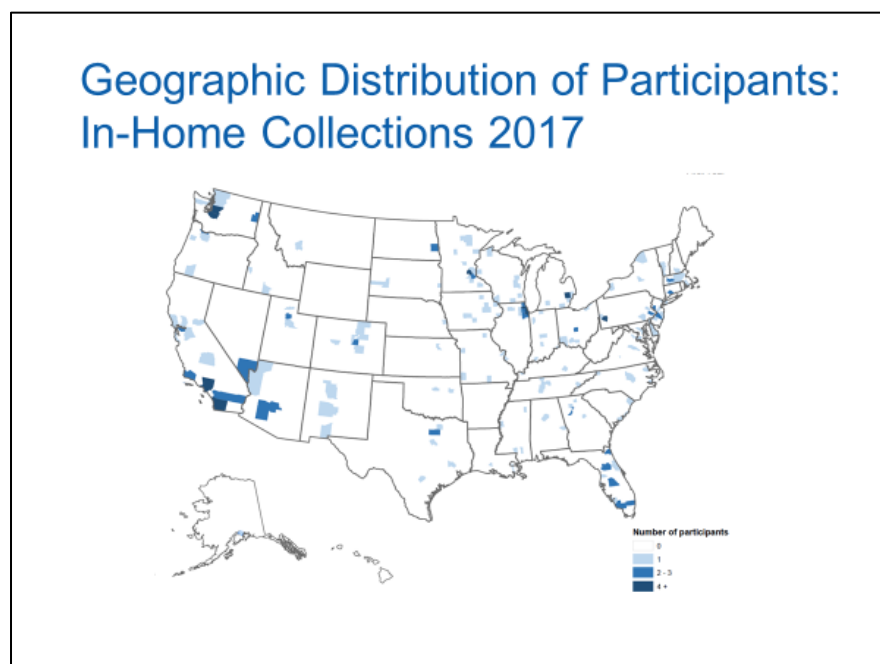 Geographic Distribution of Participants:
In-Home Collections 2017
Number of participants
0
1
2 - 3
4 +